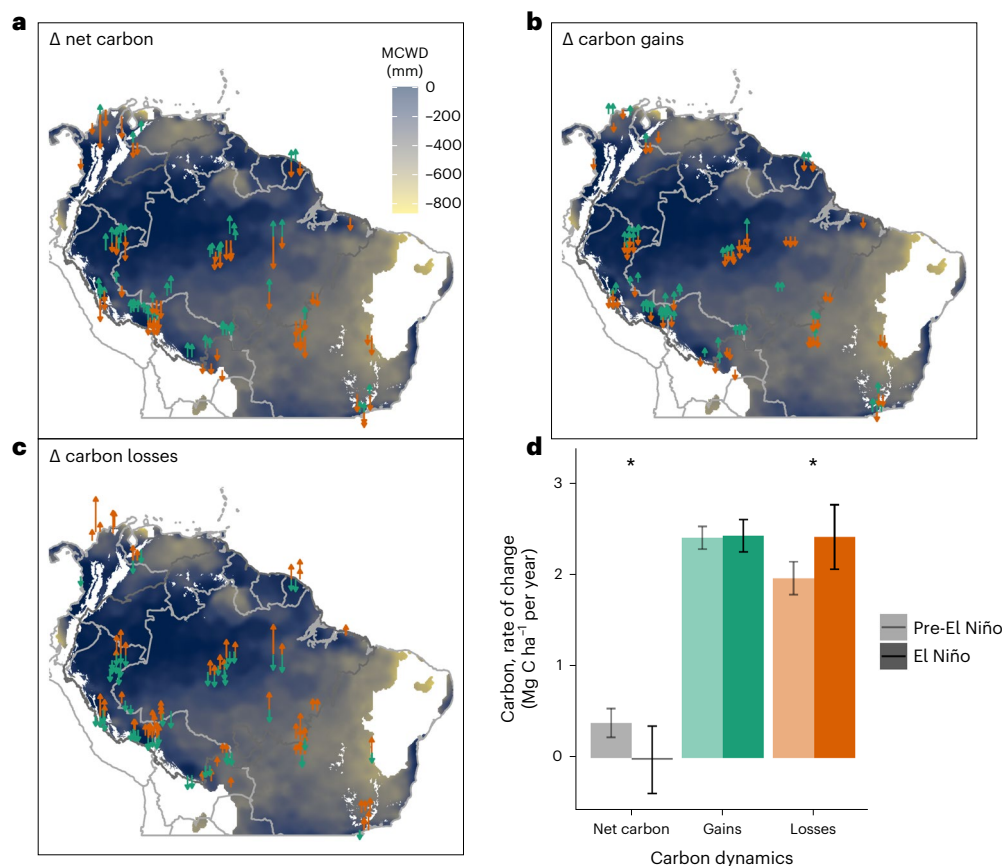 a
Δ net carbon
MCWD
(mm)
0
−200
−400
−600
−800
b
Δ carbon gains
c
Δ carbon losses
d
*
*
3
2
1
0
Carbon, rate of change
(Mg C ha−1 per year)
Net carbon
Gains
Losses
Carbon dynamics
Pre-El Niño
El Niño